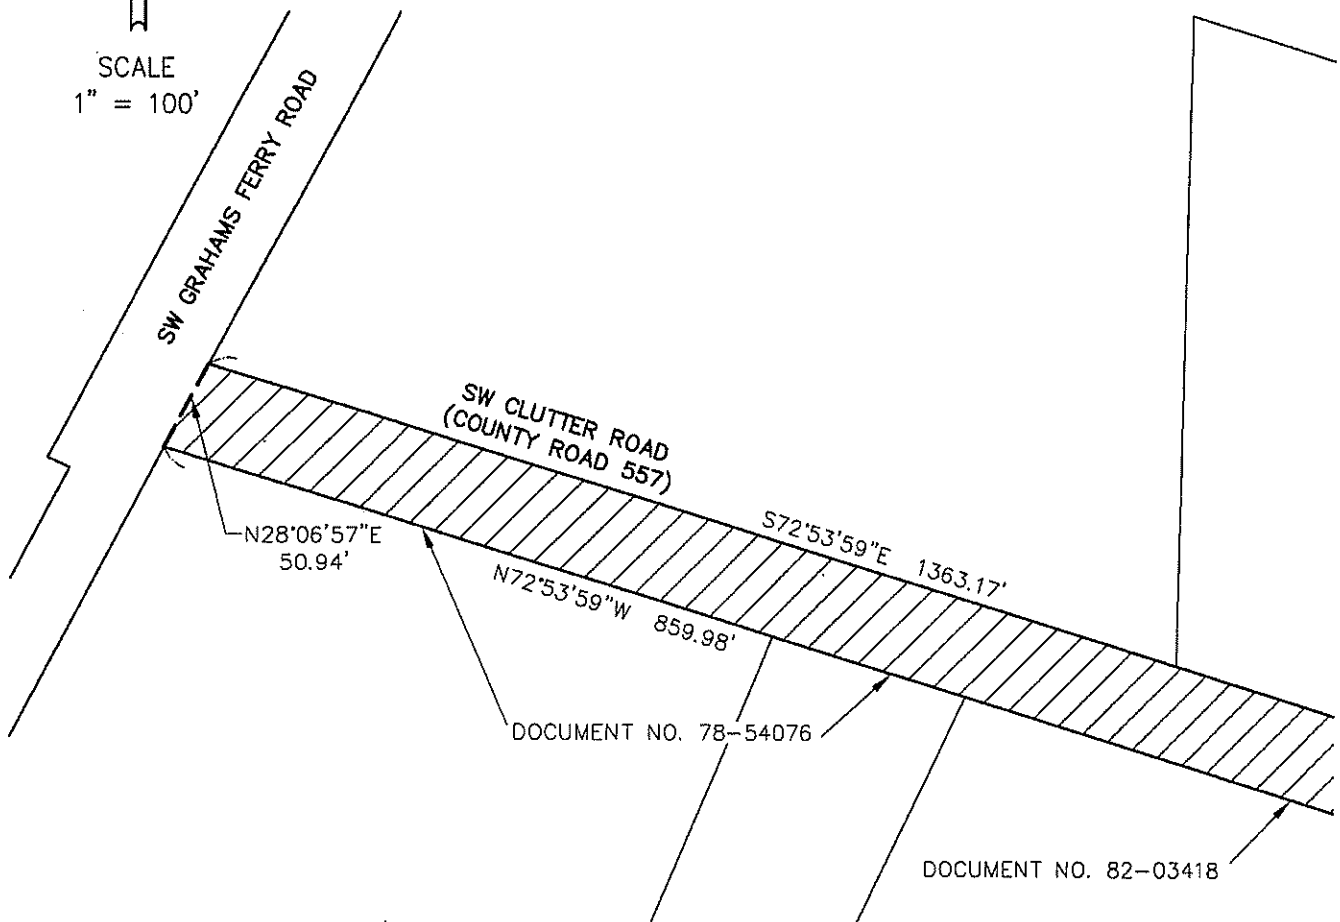 SCALE
1" = 100'
SW GRAHAMS FERRY ROAD
SW CLUTTER ROAD
(COUNTY ROAD 557)
S72°53'59"E 1363.17'
N28°06'57"E
50.94'
N72°53'59"W 859.98'
DOCUMENT NO. 78-54076
DOCUMENT NO. 82-03418